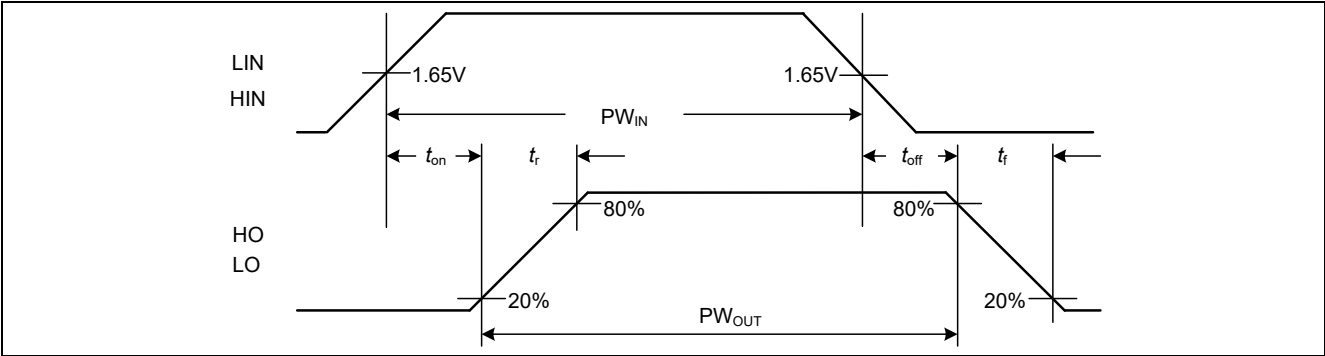 LIN
HIN
1.65V
1.65V
PWIN
ton
tr
toff
tf
HO
LO
80%
80%
20%
20%
PWOUT